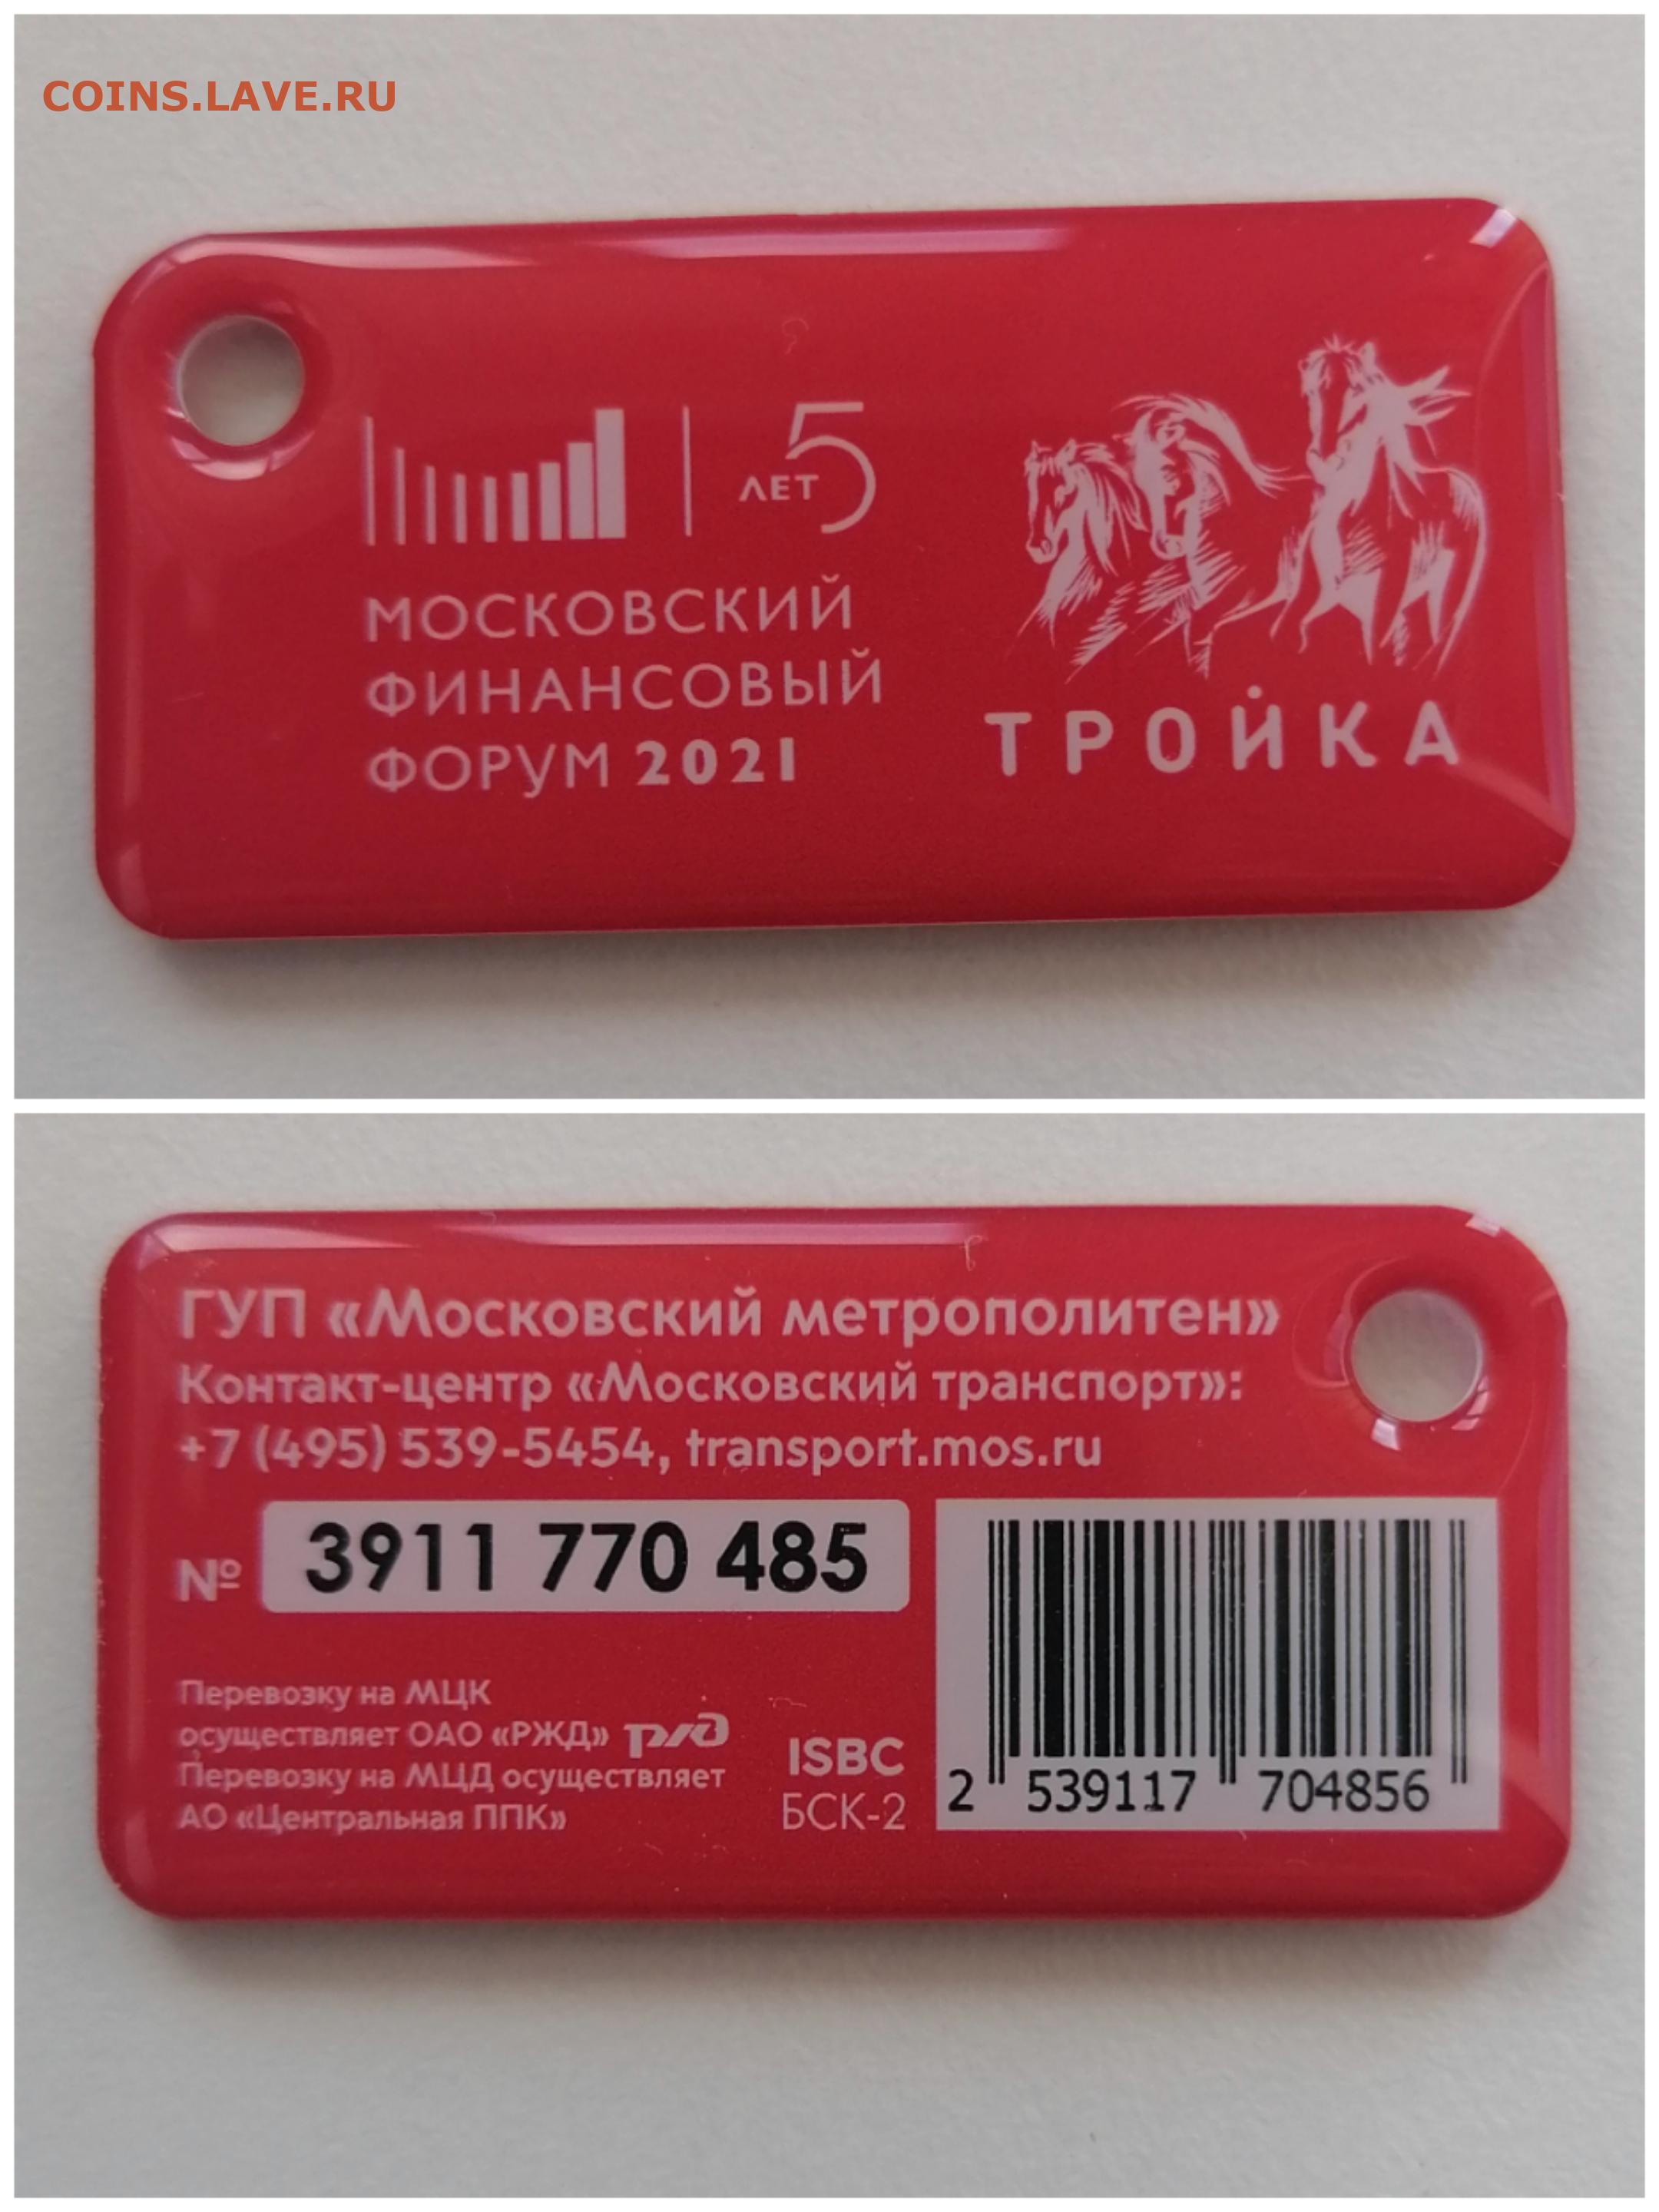 COINS.LAVE.RU
ЛЕТ 5
МОСКОВСКИЙ
ФИНАНСОВЫЙ
ФОРУМ 2021
ТРОЙКА
ГУП «Московский метрополитен»
Контакт-центр «Московский транспорт»:
+7 (495) 539-5454, transport.mos.ru
№ 3911 770 485
Перевозку на МЦК
осуществляет ОАО «РЖД» РЖД
Перевозку на МЦД осуществляет
АО «Центральная ППК»
ISBC
БСК-2
2 539117 704856